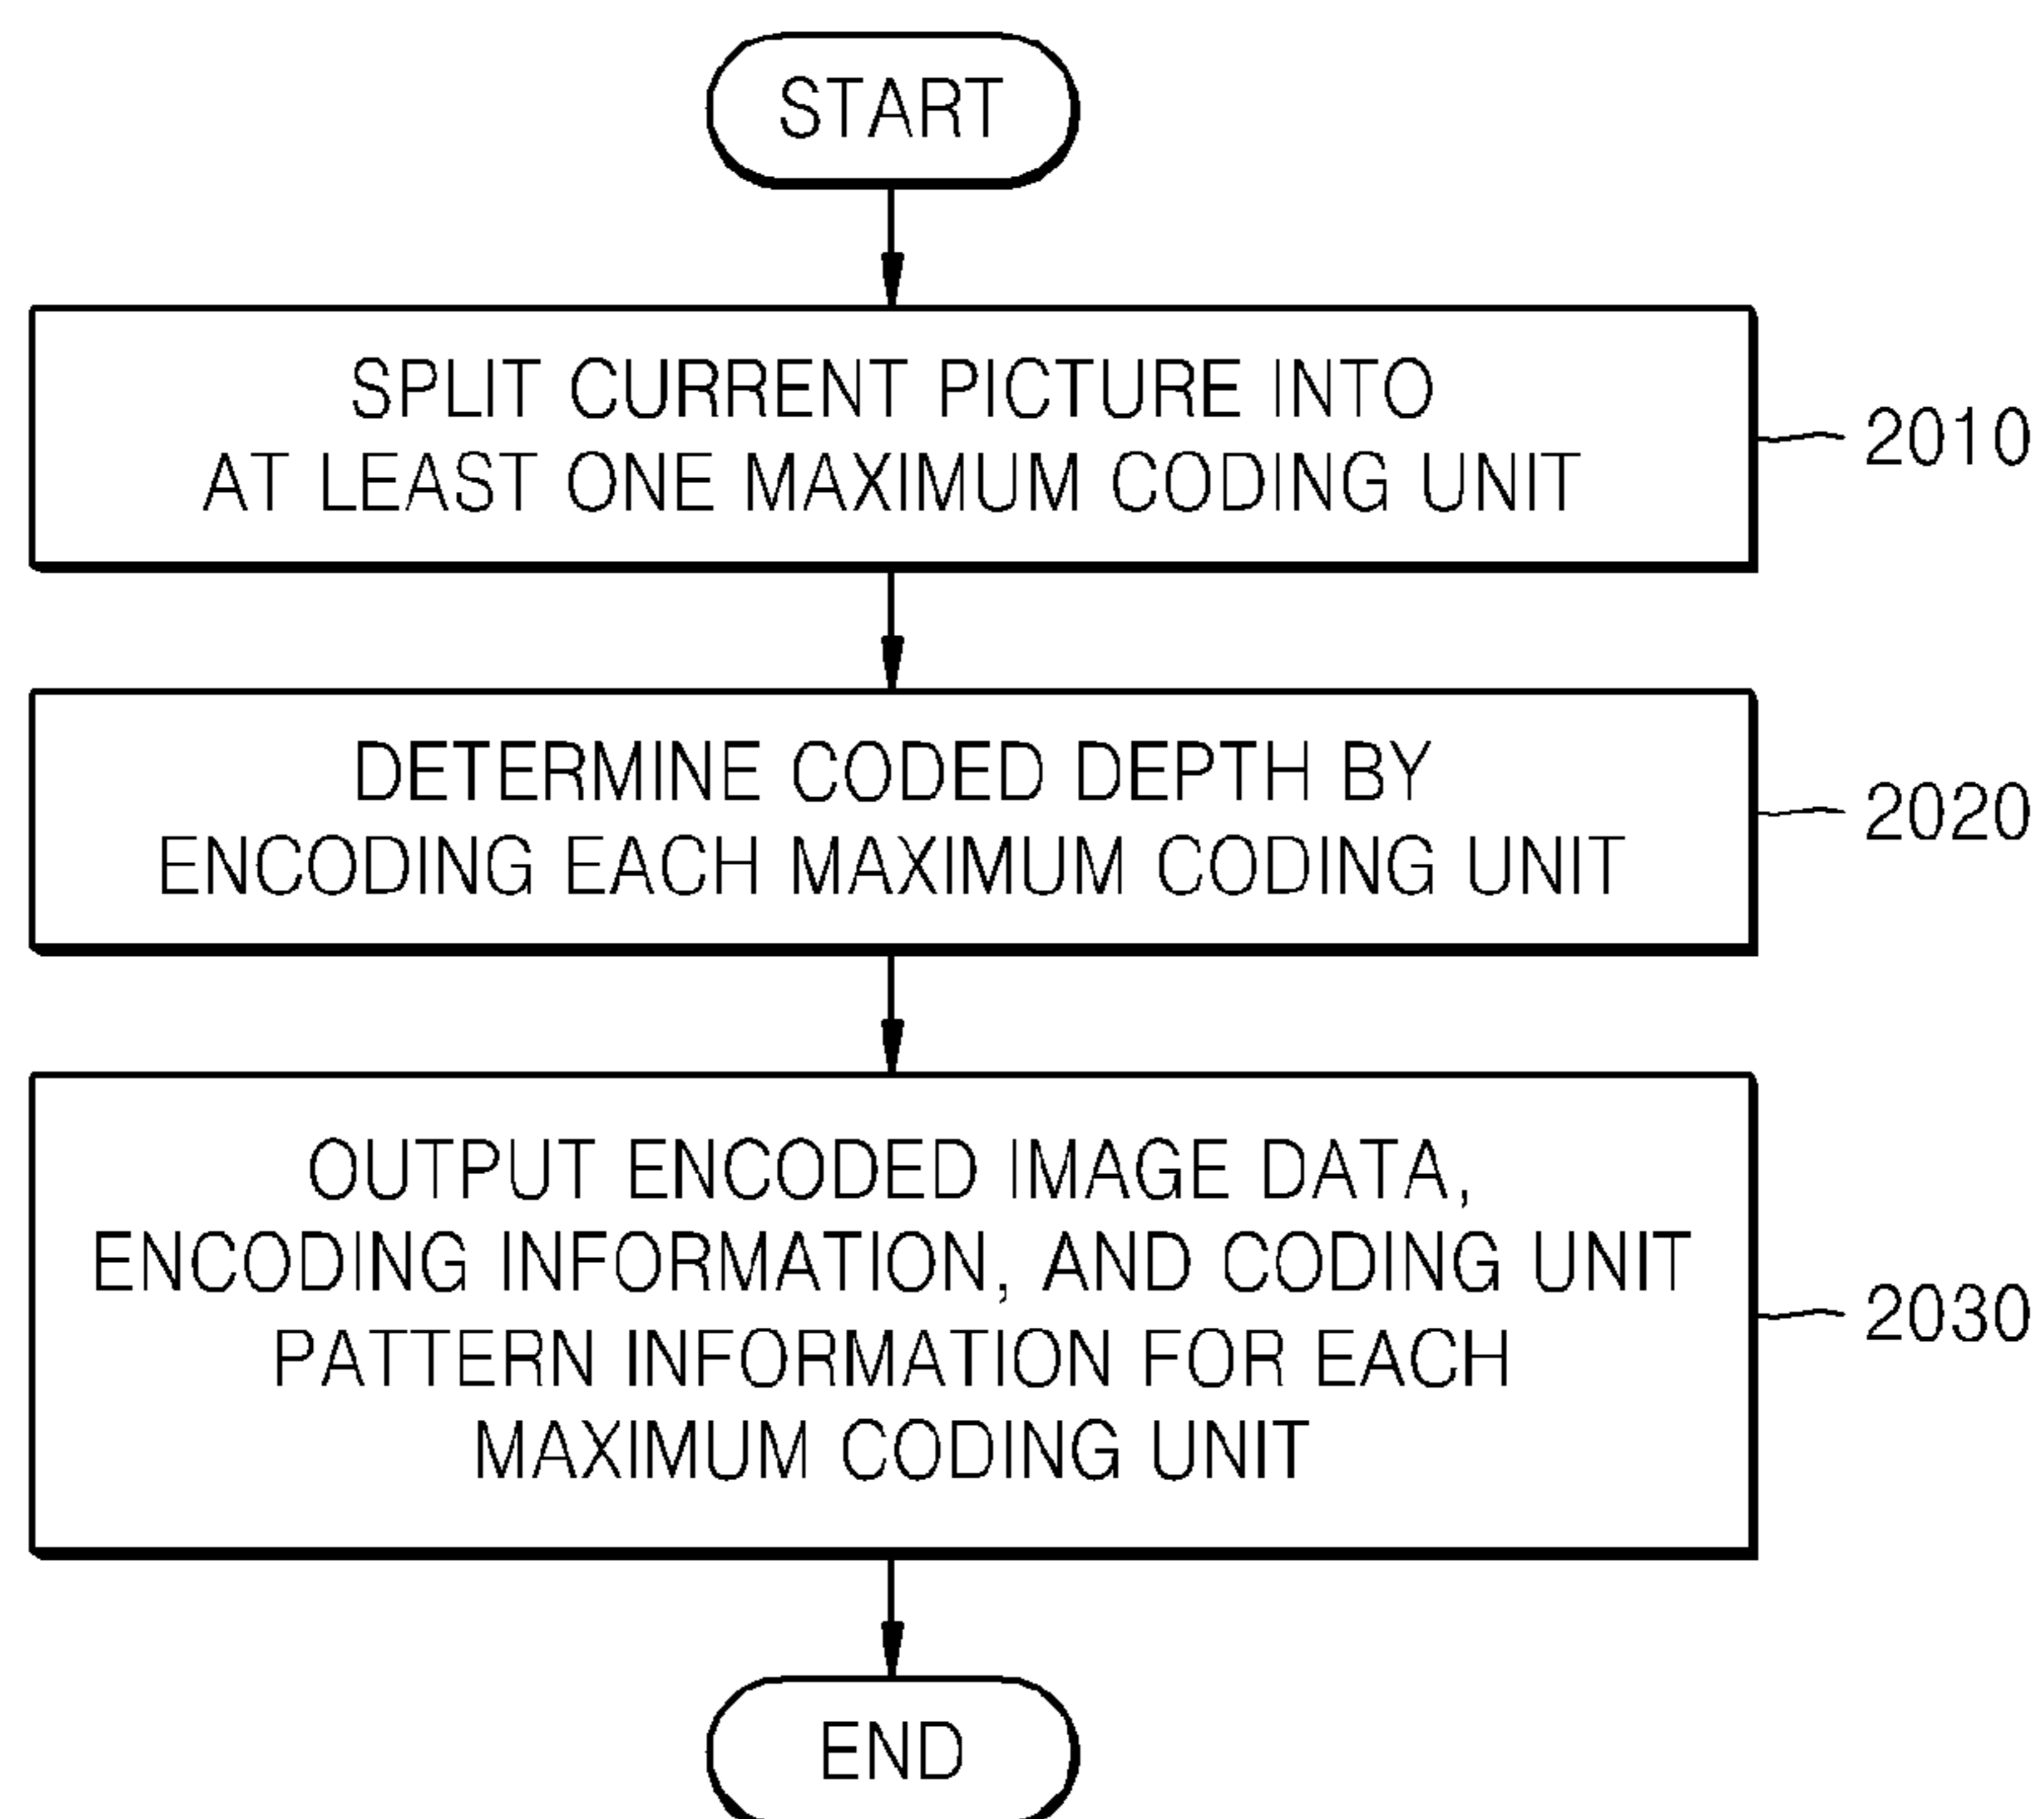 START
SPLIT CURRENT PICTURE INTO
AT LEAST ONE MAXIMUM CODING UNIT
2010
DETERMINE CODED DEPTH BY
ENCODING EACH MAXIMUM CODING UNIT
2020
OUTPUT ENCODED IMAGE DATA,
ENCODING INFORMATION, AND CODING UNIT
PATTERN INFORMATION FOR EACH
MAXIMUM CODING UNIT
2030
END